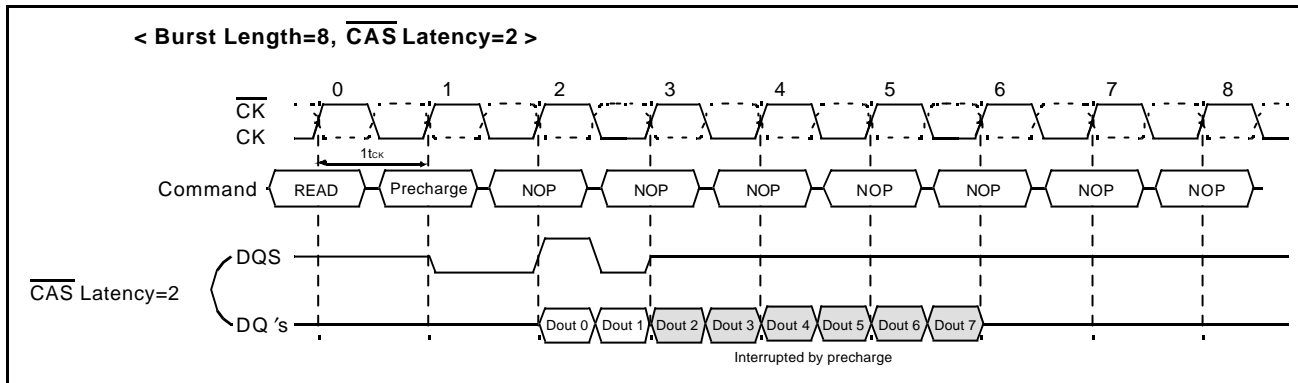 < Burst Length=8, CAS Latency=2 >
0 1 2 3 4 5 6 7 8
CK
CK
1tCK
Command READ Precharge NOP NOP NOP NOP NOP NOP NOP
DQS
CAS Latency=2
DQ's Dout 0 Dout 1 Dout 2 Dout 3 Dout 4 Dout 5 Dout 6 Dout 7
Interrupted by precharge